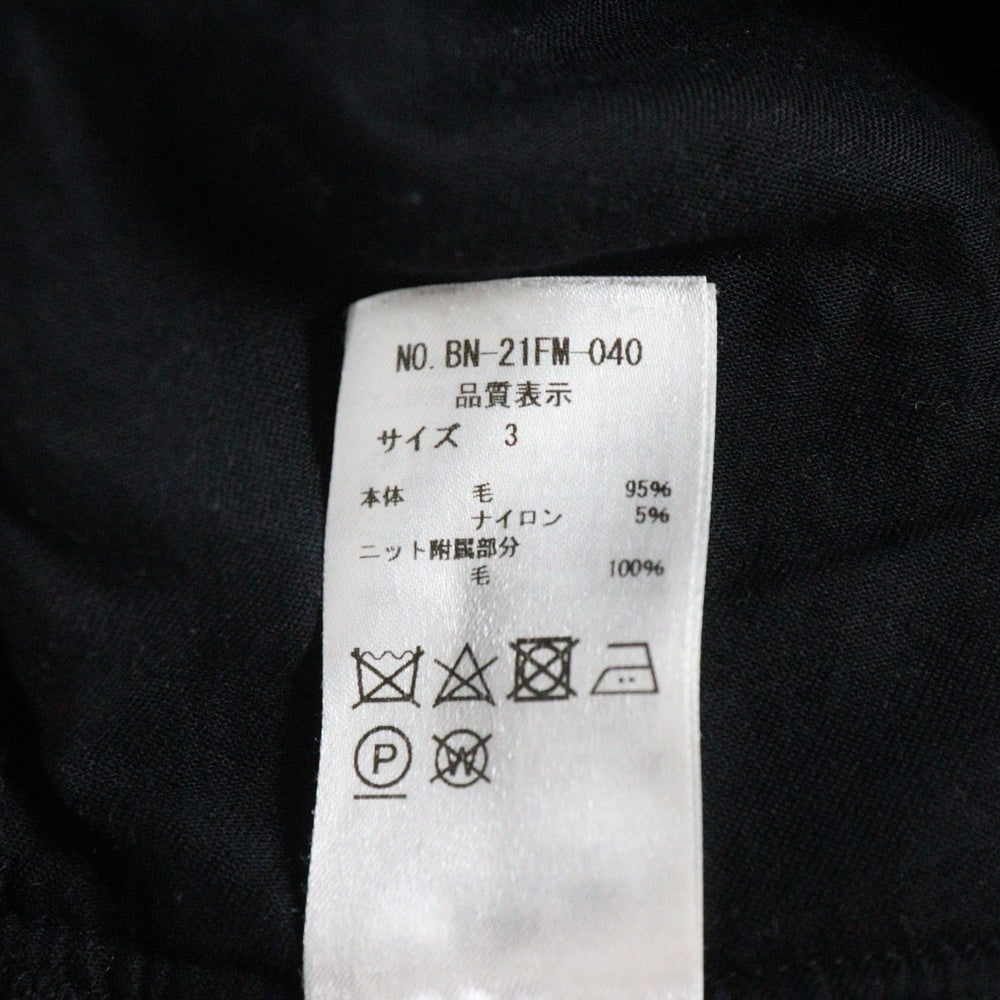 NO. BN-21FM-040
品質表示
サイズ 3
本体 毛 95%
ナイロン 5%
ニット附属部分
毛 100%
P W